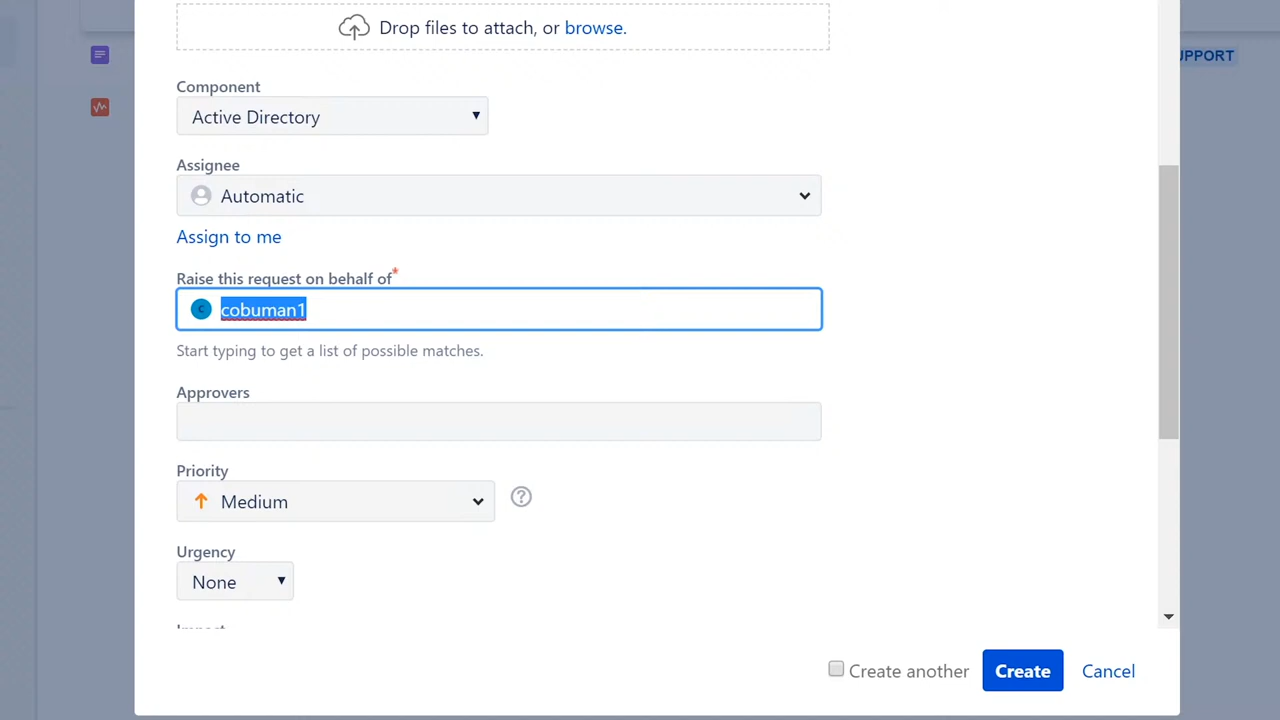 Drop files to attach, or browse.
UPPORT
Component
Active Directory
Assignee
Automatic
Assign to me
Raise this request on behalf of*
C cobuman1
Start typing to get a list of possible matches.
Approvers
Priority
Medium
?
Urgency
None
Impact
Create another Create Cancel